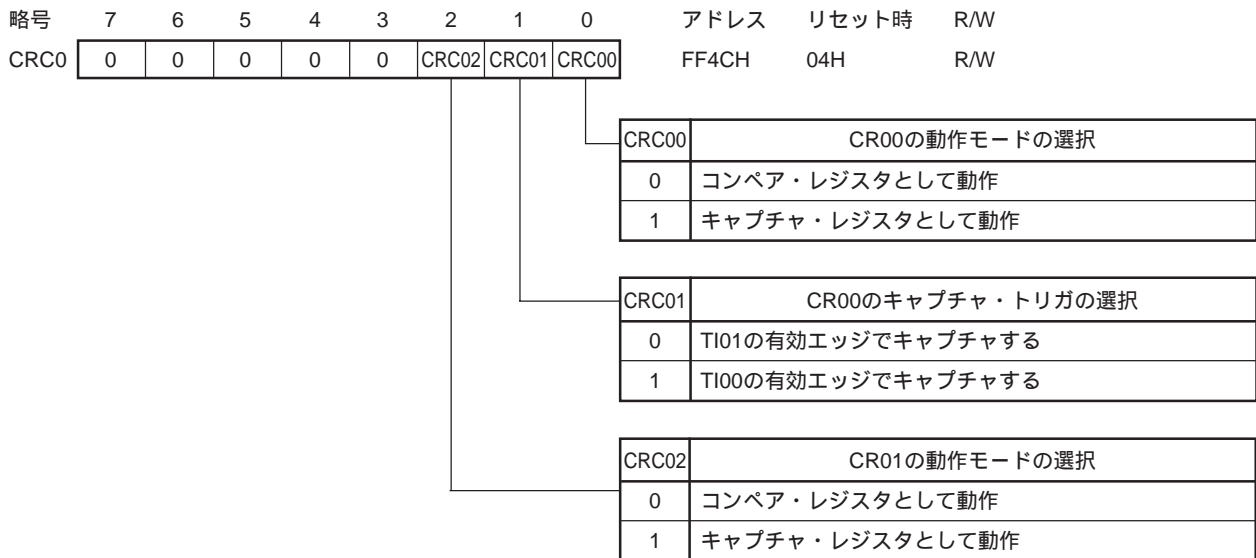 略号 7 6 5 4 3 2 1 0 アドレス リセット時 R/W
CRC0 0 0 0 0 0 CRC02 CRC01 CRC00 FF4CH 04H R/W
CRC00 CR00の動作モードの選択
0 コンペア・レジスタとして動作
1 キャプチャ・レジスタとして動作
CRC01 CR00のキャプチャ・トリガの選択
0 TI01の有効エッジでキャプチャする
1 TI00の有効エッジでキャプチャする
CRC02 CR01の動作モードの選択
0 コンペア・レジスタとして動作
1 キャプチャ・レジスタとして動作